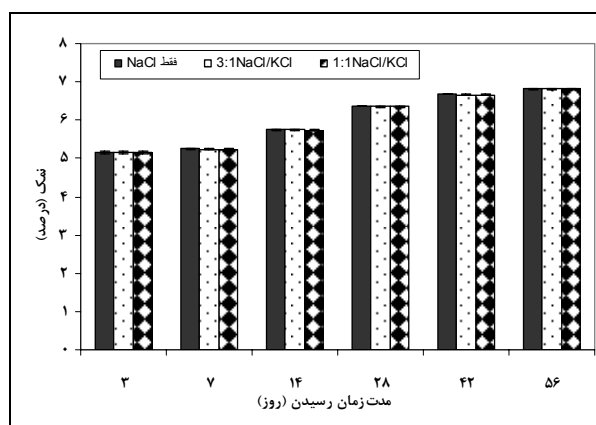 NaCl فقط 3:1NaCl/KCl 1:1NaCl/KCl
۸
۷
۶
۵
۴
۳
۲
۱
۰
نمک (درصد)
۳ ۷ ۱۴ ۲۸ ۴۲ ۵۶
مدت زمان رسیدن (روز)